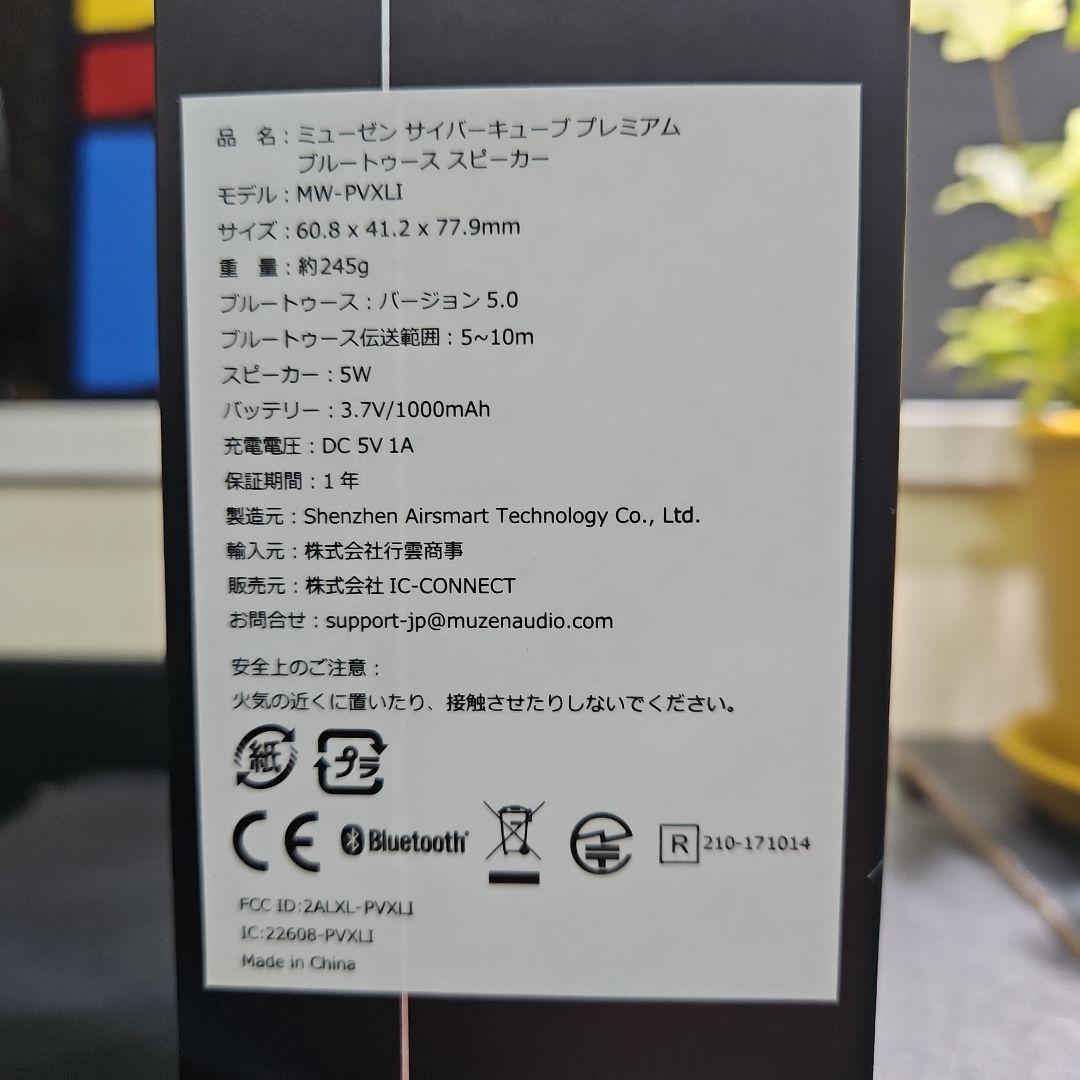 品 名：ミューゼン サイバーキューブ プレミアム
ブルートゥース スピーカー
モデル：MW-PVXLI
サイズ：60.8 x 41.2 x 77.9mm
重 量：約245g
ブルートゥース：バージョン 5.0
ブルートゥース伝送範囲：5~10m
スピーカー：5W
バッテリー：3.7V/1000mAh
充電電圧：DC 5V 1A
保証期間：1 年
製造元：Shenzhen Airsmart Technology Co., Ltd.
輸入元：株式会社行雲商事
販売元：株式会社 IC-CONNECT
お問合せ：support-jp@muzenaudio.com
安全上のご注意：
火気の近くに置いたり、接触させたりしないでください。
紙 プラ
CE Bluetooth R 210-171014
FCC ID:2ALXL-PVXLI
IC:22608-PVXLI
Made in China